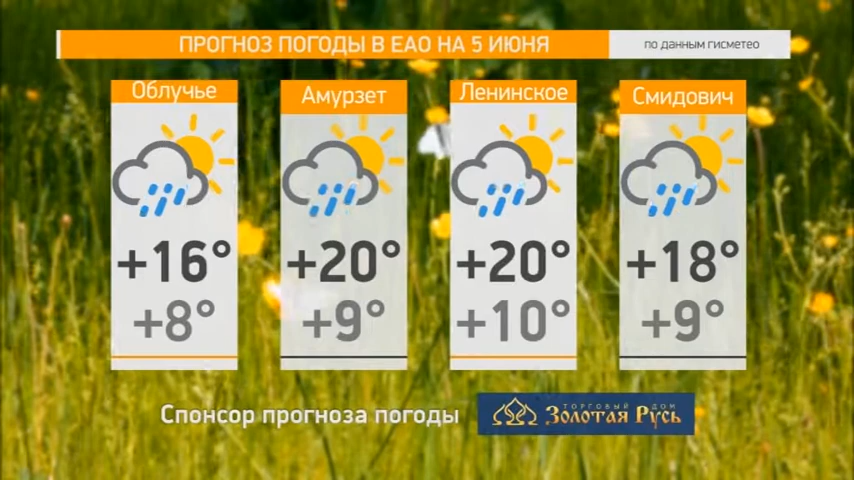 ПРОГНОЗ ПОГОДЫ В ЕАО НА 5 ИЮНЯ
по данным гисметео
Облучье
+16°
+8°
Амурзет
+20°
+9°
Ленинское
+20°
+10°
Смидович
+18°
+9°
Спонсор прогноза погоды
ТОРГОВЫЙ ДОМ
Золотая Русь